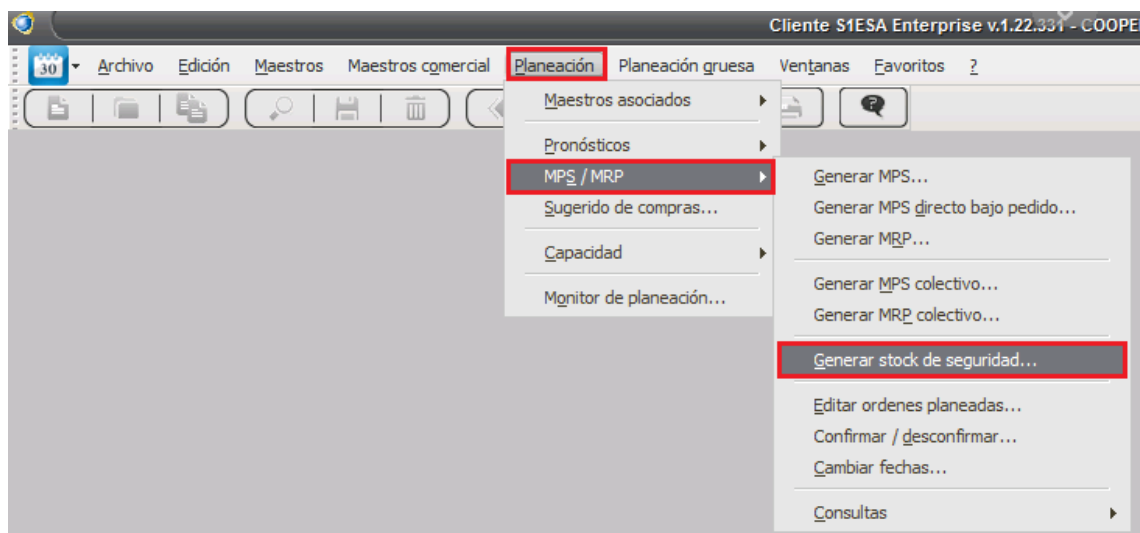 Cliente S1ESA Enterprise v.1.22.331 - COOPE
30 Archivo Edición Maestros Maestros comercial Planeación Planeación gruesa Ventanas Favoritos ?
Maestros asociados
Pronósticos
MPS / MRP
Sugerido de compras...
Capacidad
Monitor de planeación...
Generar MPS...
Generar MPS directo bajo pedido...
Generar MRP...
Generar MPS colectivo...
Generar MRP colectivo...
Generar stock de seguridad...
Editar ordenes planeadas...
Confirmar / desconfirmar...
Cambiar fechas...
Consultas